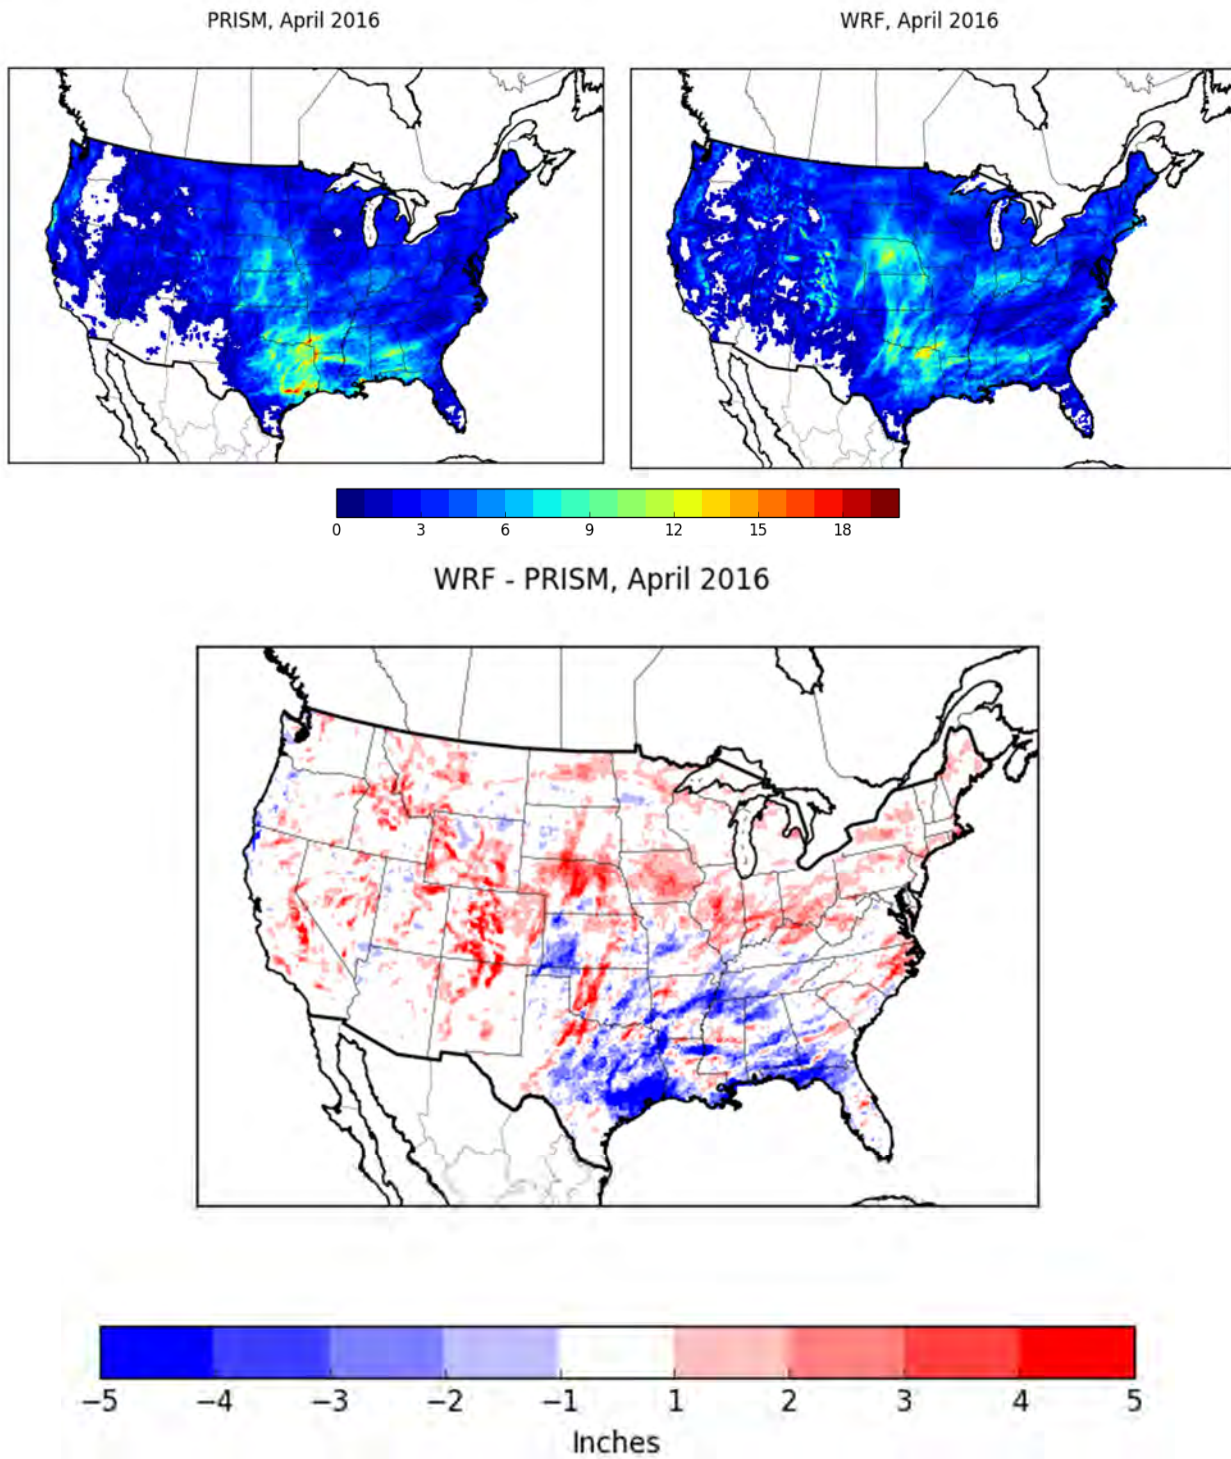 PRISM, April 2016
WRF, April 2016
0 3 6 9 12 15 18
WRF - PRISM, April 2016
−5 −4 −3 −2 −1 1 2 3 4 5
Inches